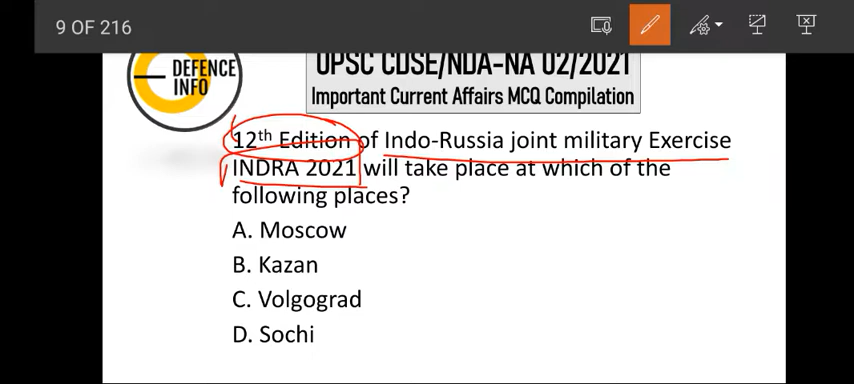 9 OF 216
DEFENCE
INFO
UPSC CDSE/NDA-NA 02/2021
Important Current Affairs MCQ Compilation
12th Edition of Indo-Russia joint military Exercise
INDRA 2021 will take place at which of the
following places?
A. Moscow
B. Kazan
C. Volgograd
D. Sochi